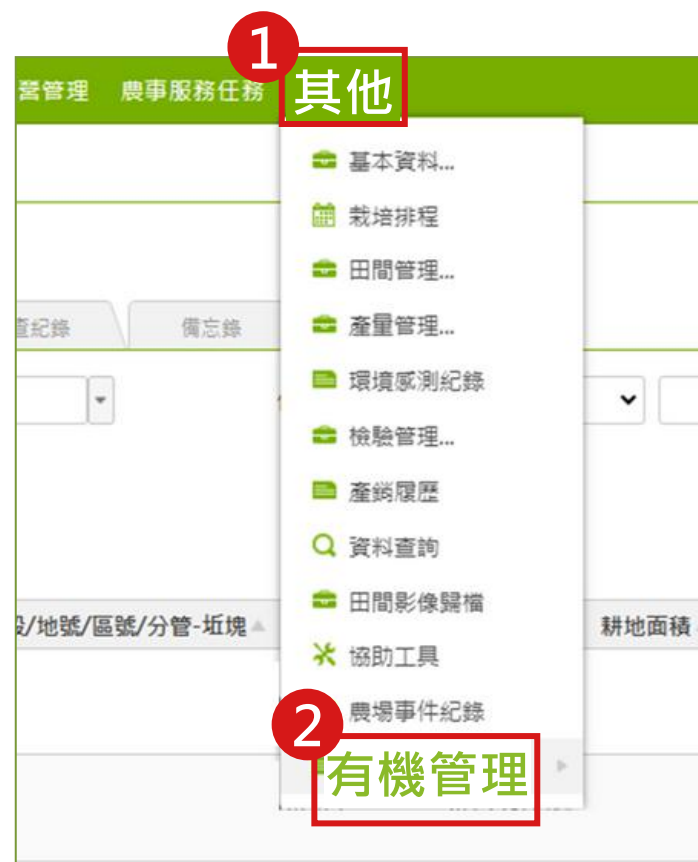 1
營管理 農事服務任務 其他
基本資料...
栽培排程
田間管理...
查紀錄 備忘錄
產量管理...
環境感測紀錄
檢驗管理...
產銷履歷
資料查詢
田間影像歸檔
/地號/區號/分管-坵塊 耕地面積
協助工具
農場事件紀錄
2
有機管理